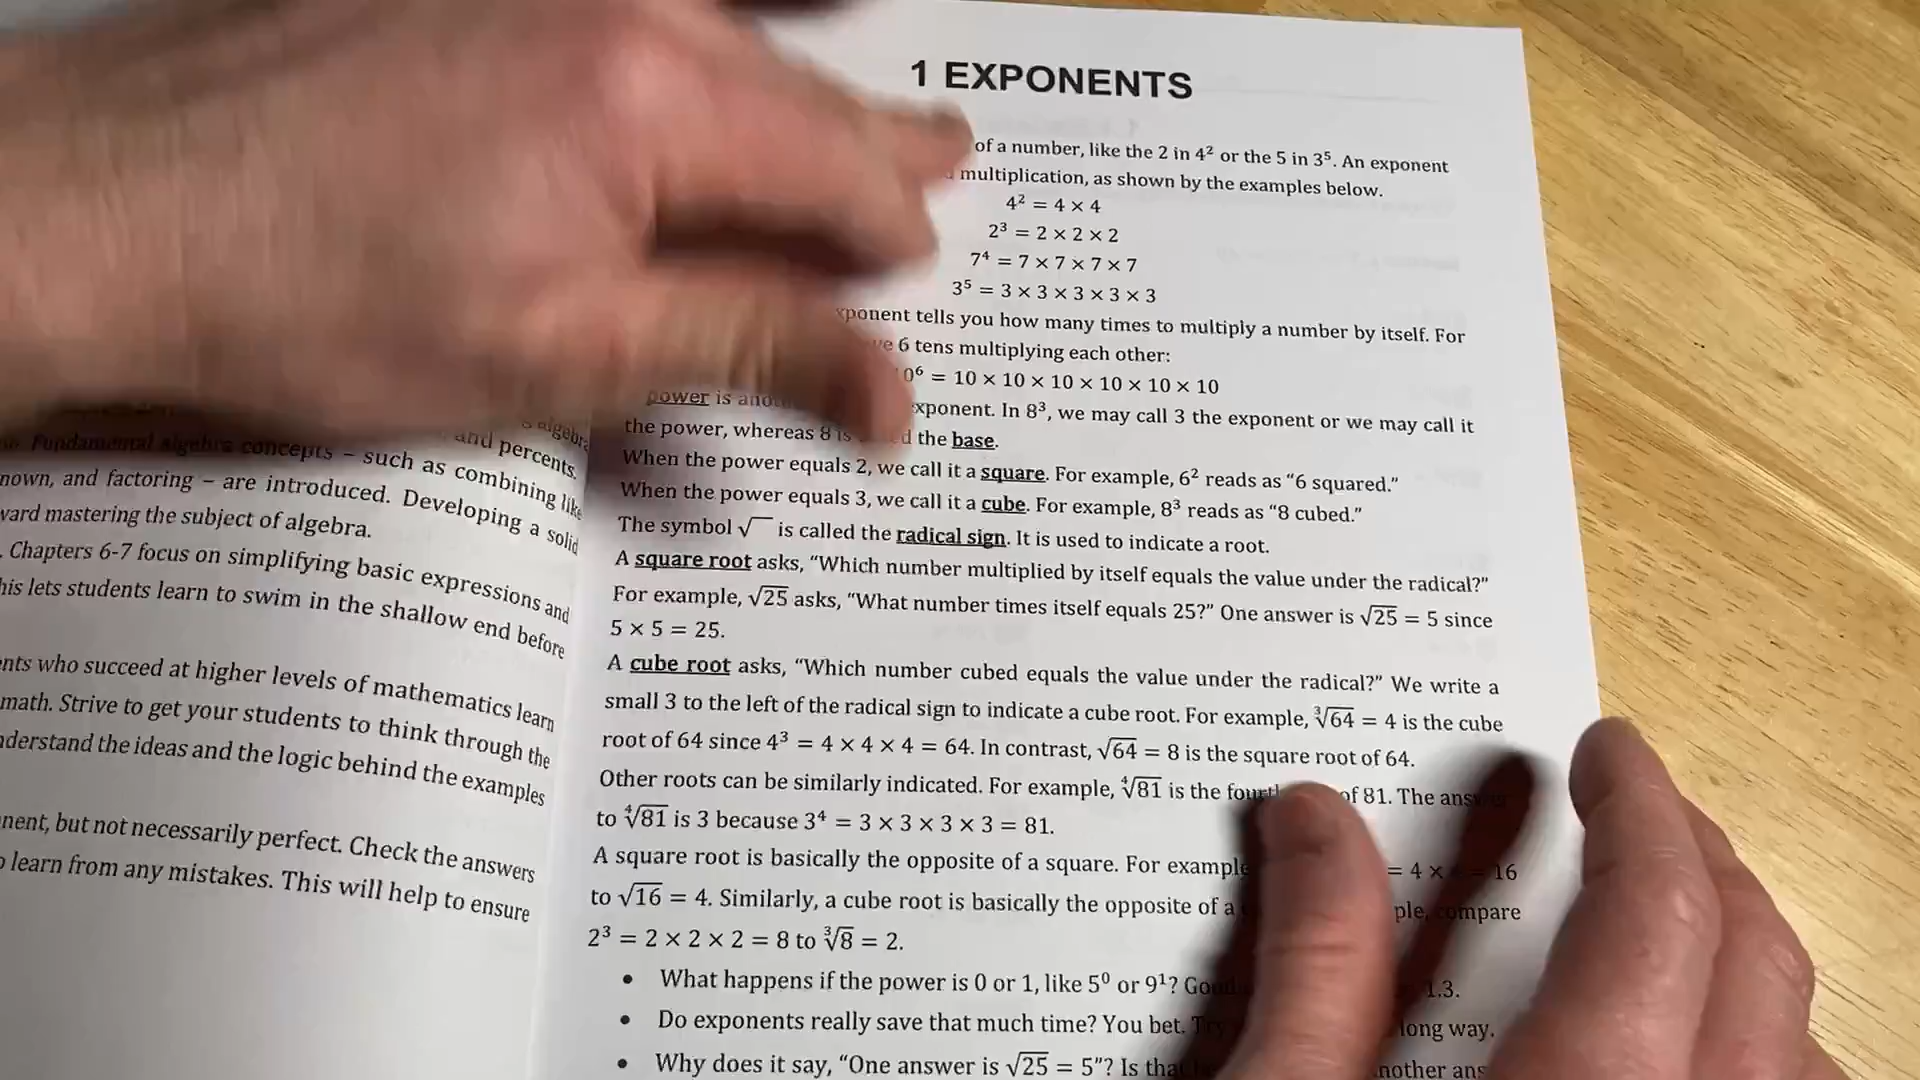 and percents.
Fundamental algebra concepts – such as combining like
nown, and factoring – are introduced. Developing a solid
ward mastering the subject of algebra.
. Chapters 6-7 focus on simplifying basic expressions and
his lets students learn to swim in the shallow end before
nts who succeed at higher levels of mathematics learn
math. Strive to get your students to think through the
nderstand the ideas and the logic behind the examples
nent, but not necessarily perfect. Check the answers
o learn from any mistakes. This will help to ensure
1 EXPONENTS
of a number, like the 2 in 4² or the 5 in 3⁵. An exponent
multiplication, as shown by the examples below.
4² = 4 × 4
2³ = 2 × 2 × 2
7⁴ = 7 × 7 × 7 × 7
3⁵ = 3 × 3 × 3 × 3 × 3
xponent tells you how many times to multiply a number by itself. For
6 tens multiplying each other:
0⁶ = 10 × 10 × 10 × 10 × 10 × 10
power is xponent. In 8³, we may call 3 the exponent or we may call it
the power, whereas 8 is the base.
When the power equals 2, we call it a square. For example, 6² reads as “6 squared.”
When the power equals 3, we call it a cube. For example, 8³ reads as “8 cubed.”
The symbol √ is called the radical sign. It is used to indicate a root.
A square root asks, “Which number multiplied by itself equals the value under the radical?”
For example, √25 asks, “What number times itself equals 25?” One answer is √25 = 5 since
5 × 5 = 25.
A cube root asks, “Which number cubed equals the value under the radical?” We write a
small 3 to the left of the radical sign to indicate a cube root. For example, ∛64 = 4 is the cube
root of 64 since 4³ = 4 × 4 × 4 = 64. In contrast, √64 = 8 is the square root of 64.
Other roots can be similarly indicated. For example, ∜81 is the of 81. The
to ∜81 is 3 because 3⁴ = 3 × 3 × 3 × 3 = 81.
A square root is basically the opposite of a square. For example = 4 × 16
to √16 = 4. Similarly, a cube root is basically the opposite of a ple, compare
2³ = 2 × 2 × 2 = 8 to ∛8 = 2.
• What happens if the power is 0 or 1, like 5⁰ or 9¹? 1.3.
• Do exponents really save that much time? You bet. long way.
• Why does it say, “One answer is √25 = 5”? Is nother